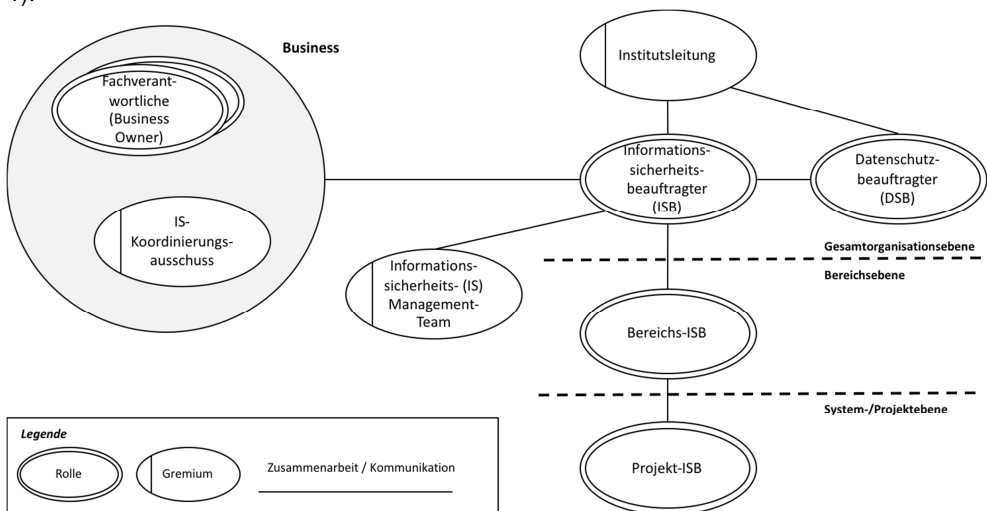 Business
Fachverant-
wortliche
(Business
Owner)
IS-
Koordinierungs-
ausschuss
Institutsleitung
Informations-
sicherheits-
beauftragter
(ISB)
Datenschutz-
beauftragter
(DSB)
Gesamtorganisationsebene
Bereichsebene
Informations-
sicherheits- (IS)
Management-
Team
Bereichs-ISB
System-/Projektebene
Projekt-ISB
Legende
Rolle
Gremium
Zusammenarbeit / Kommunikation